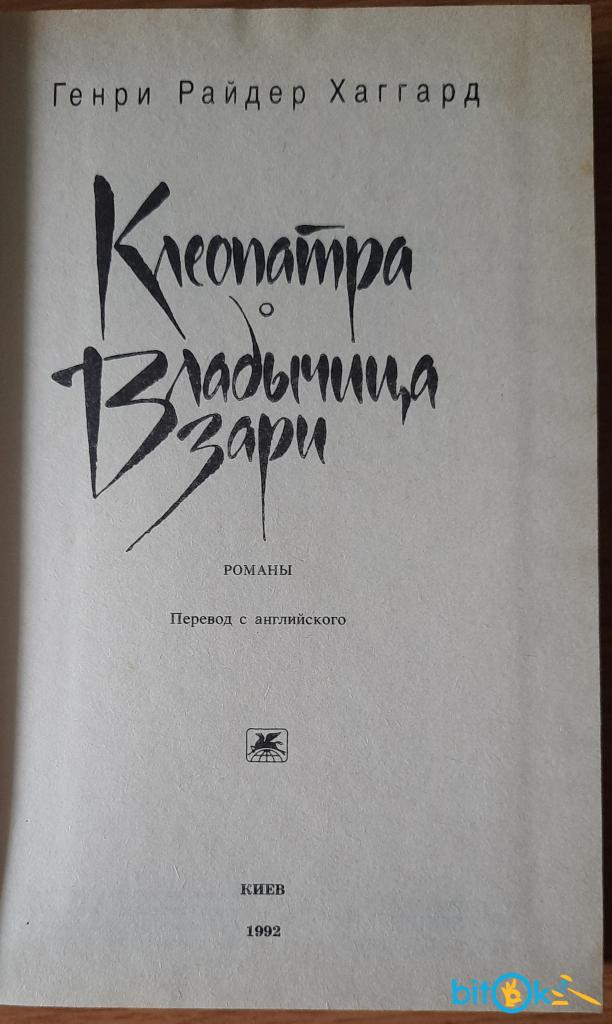 Генри Райдер Хаггард
Клеопатра
Владычица
зари
РОМАНЫ
Перевод с английского
КИЕВ
1992
bitOk